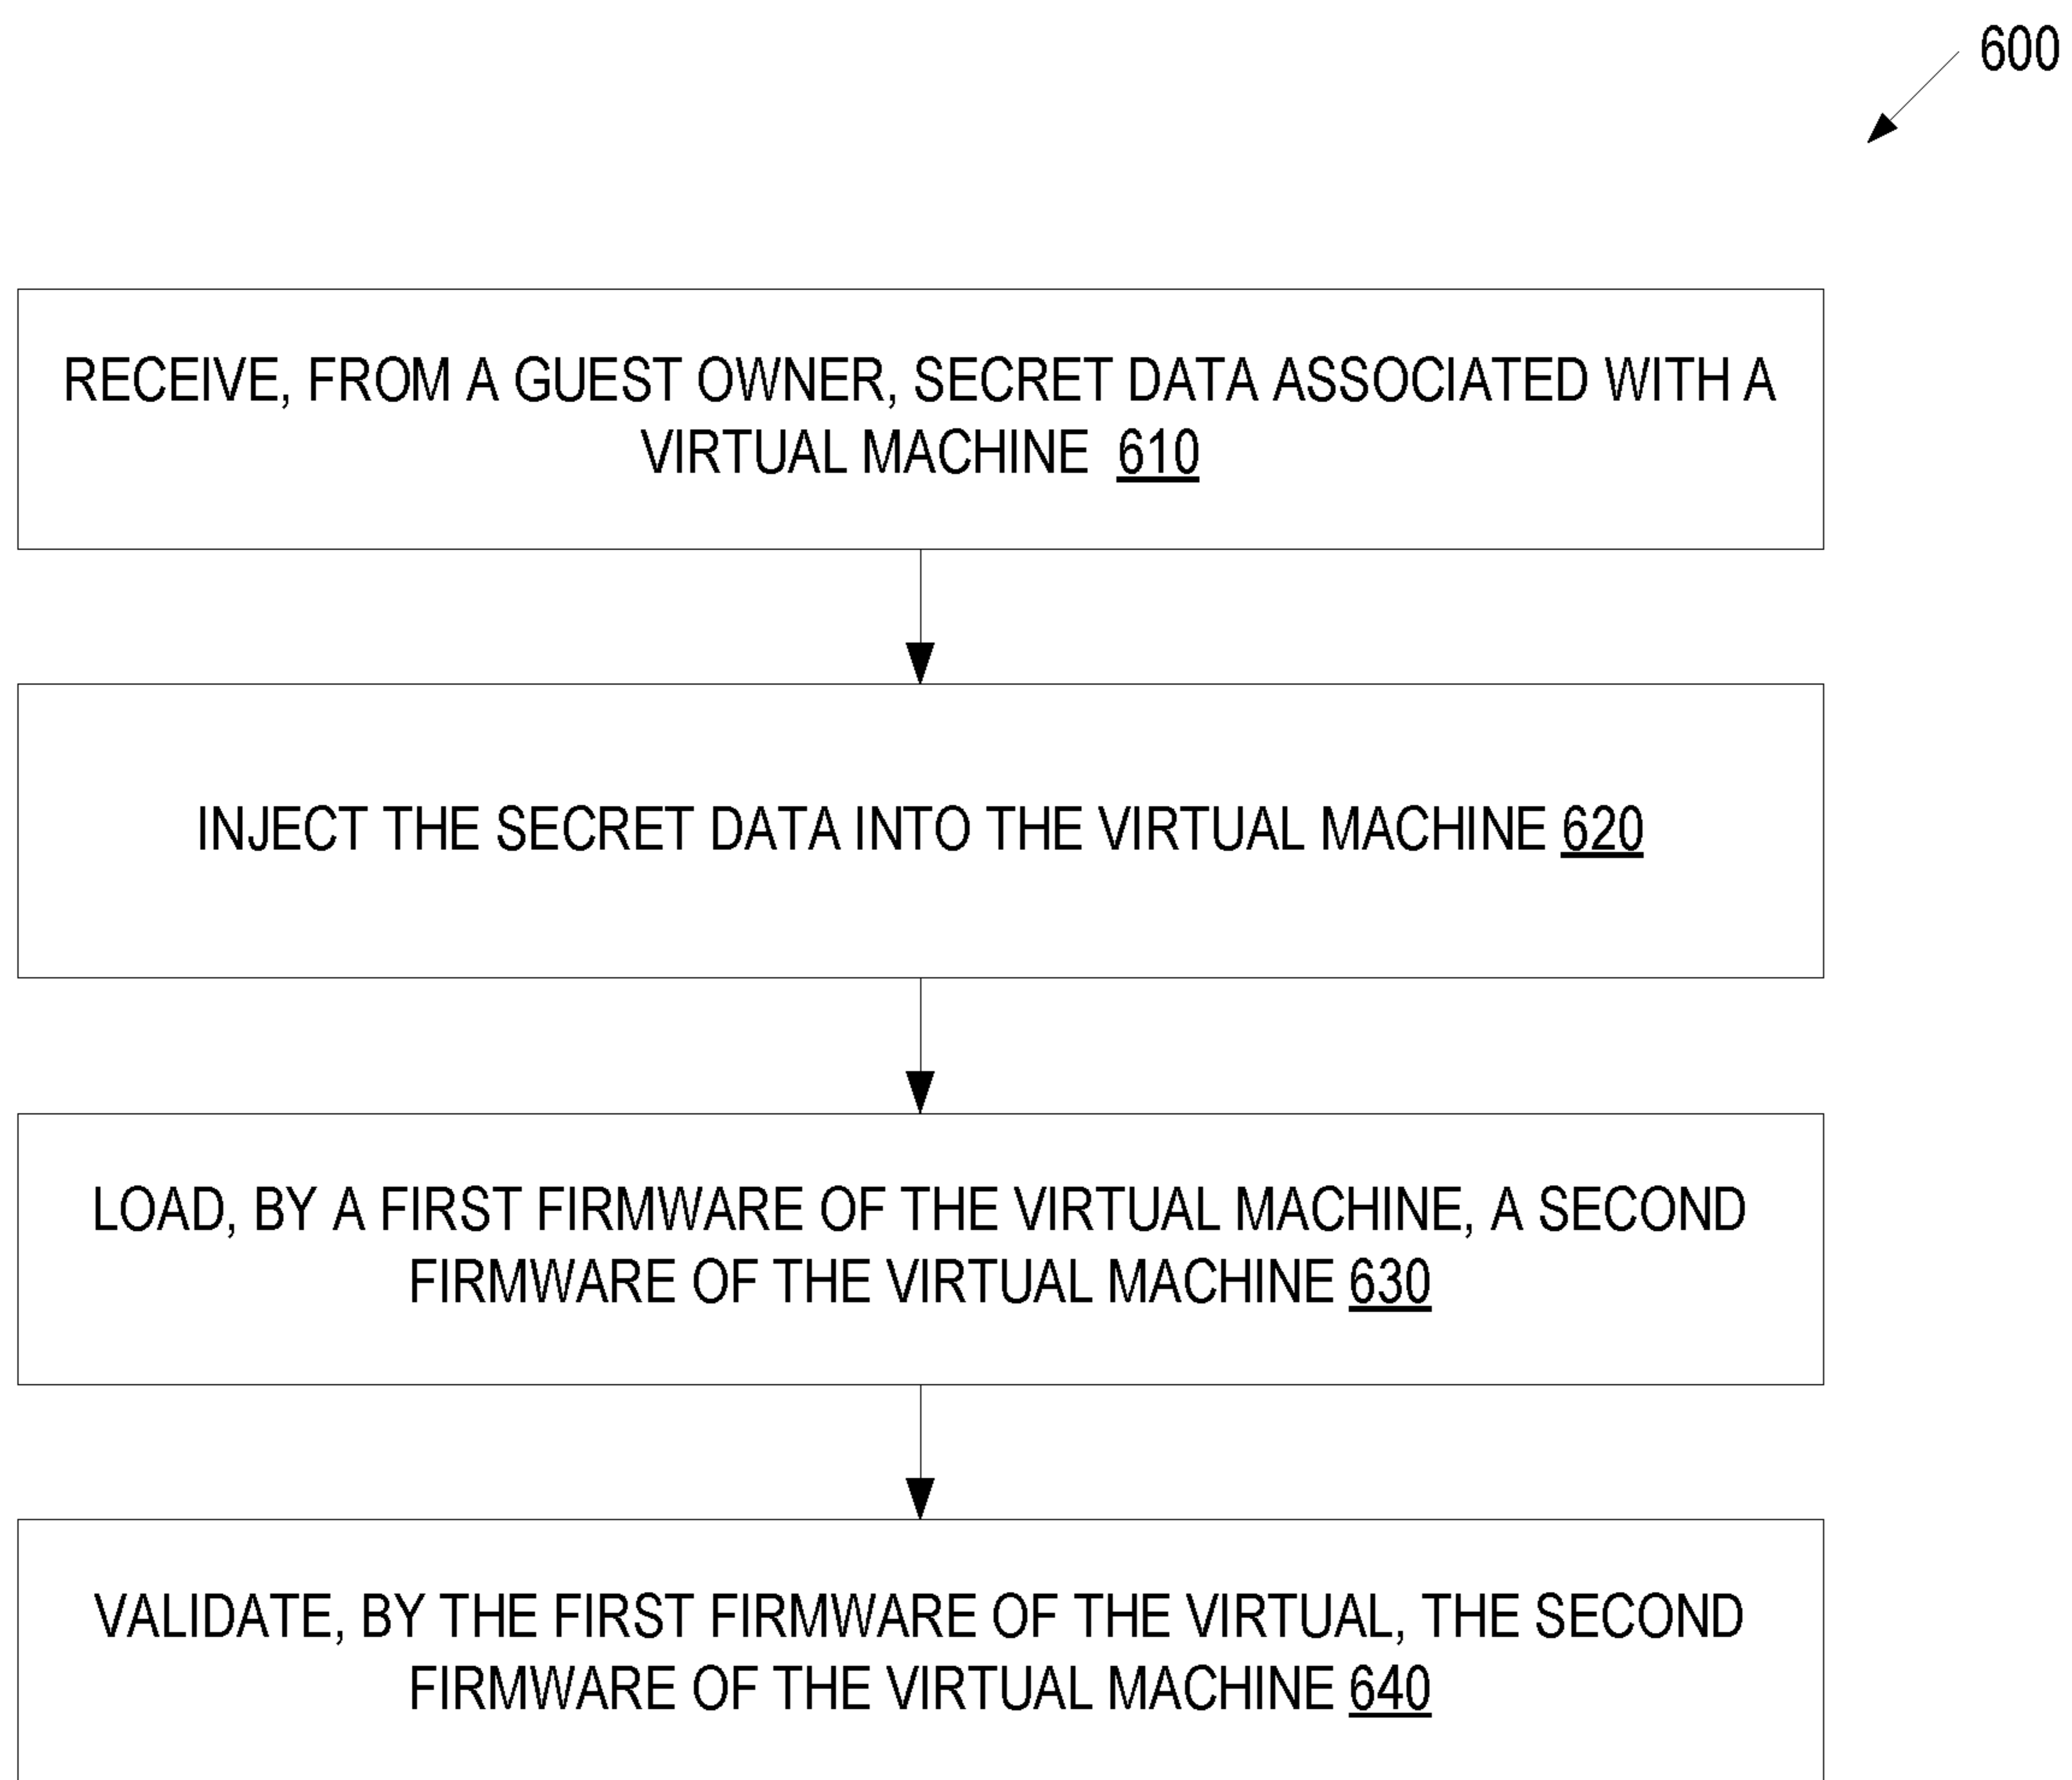 600
RECEIVE, FROM A GUEST OWNER, SECRET DATA ASSOCIATED WITH A
VIRTUAL MACHINE 610
INJECT THE SECRET DATA INTO THE VIRTUAL MACHINE 620
LOAD, BY A FIRST FIRMWARE OF THE VIRTUAL MACHINE, A SECOND
FIRMWARE OF THE VIRTUAL MACHINE 630
VALIDATE, BY THE FIRST FIRMWARE OF THE VIRTUAL, THE SECOND
FIRMWARE OF THE VIRTUAL MACHINE 640